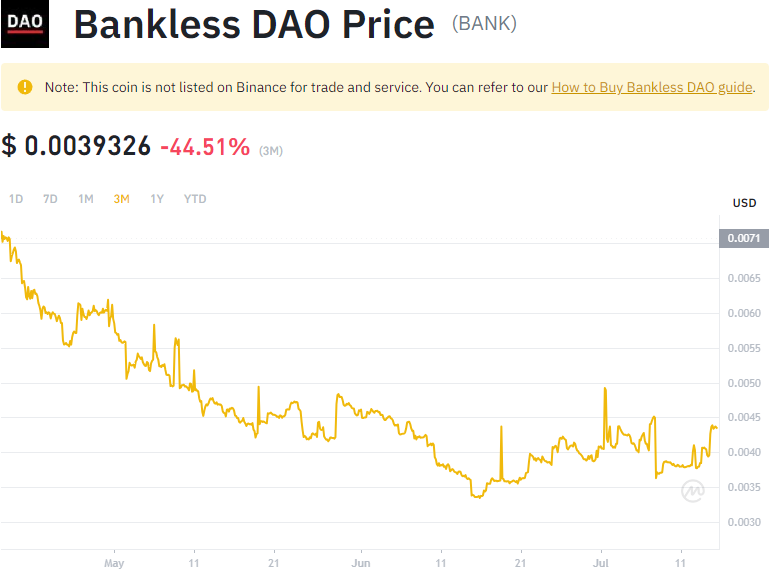 DAO
Bankless DAO Price (BANK)
Note: This coin is not listed on Binance for trade and service. You can refer to our How to Buy Bankless DAO guide.
$ 0.0039326 -44.51% (3M)
1D 7D 1M 3M 1Y YTD
USD
0.0071
0.0065
0.0060
0.0055
0.0050
0.0045
0.0040
0.0035
0.0030
May 11 21 Jun 11 21 Jul 11